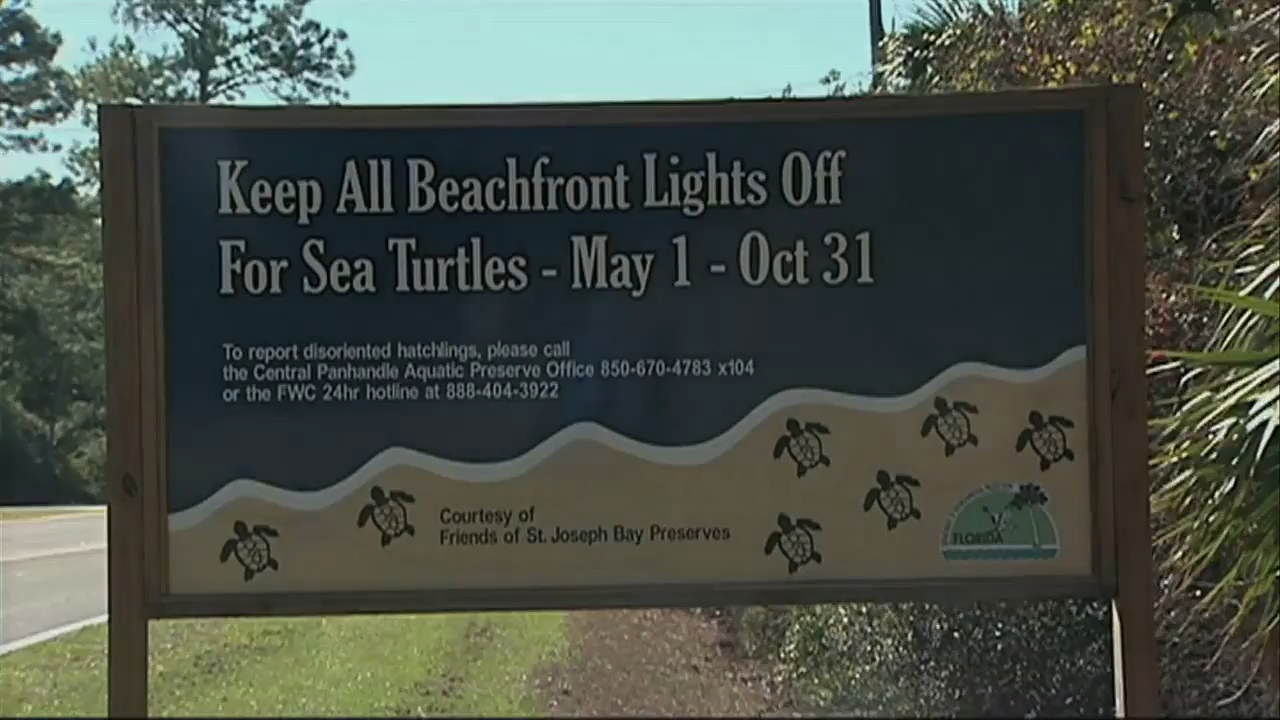 Keep All Beachfront Lights Off
For Sea Turtles - May 1 - Oct 31
To report disoriented hatchlings, please call
the Central Panhandle Aquatic Preserve Office 850-670-4783 x104
or the FWC 24hr hotline at 888-404-3922
Courtesy of
Friends of St. Joseph Bay Preserves
FLORIDA